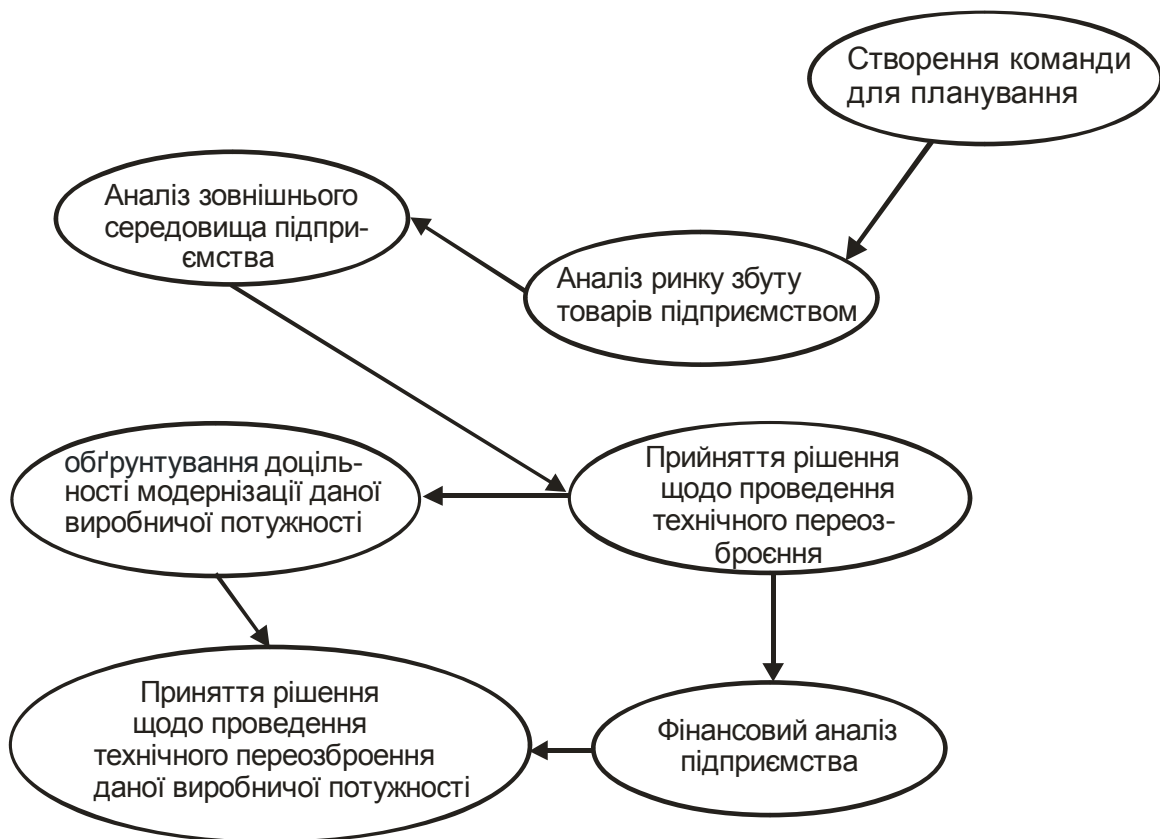 Створення команди
для планування
Аналіз зовнішнього
середовища підпри-
ємства
Аналіз ринку збуту
товарів підприємством
обґрунтування доціль-
ності модернізації даної
виробничої потужності
Прийняття рішення
щодо проведення
технічного переоз-
броєння
Приняття рішення
щодо проведення
технічного переозброення
даної виробничої потужності
Фінансовий аналіз
підприємства